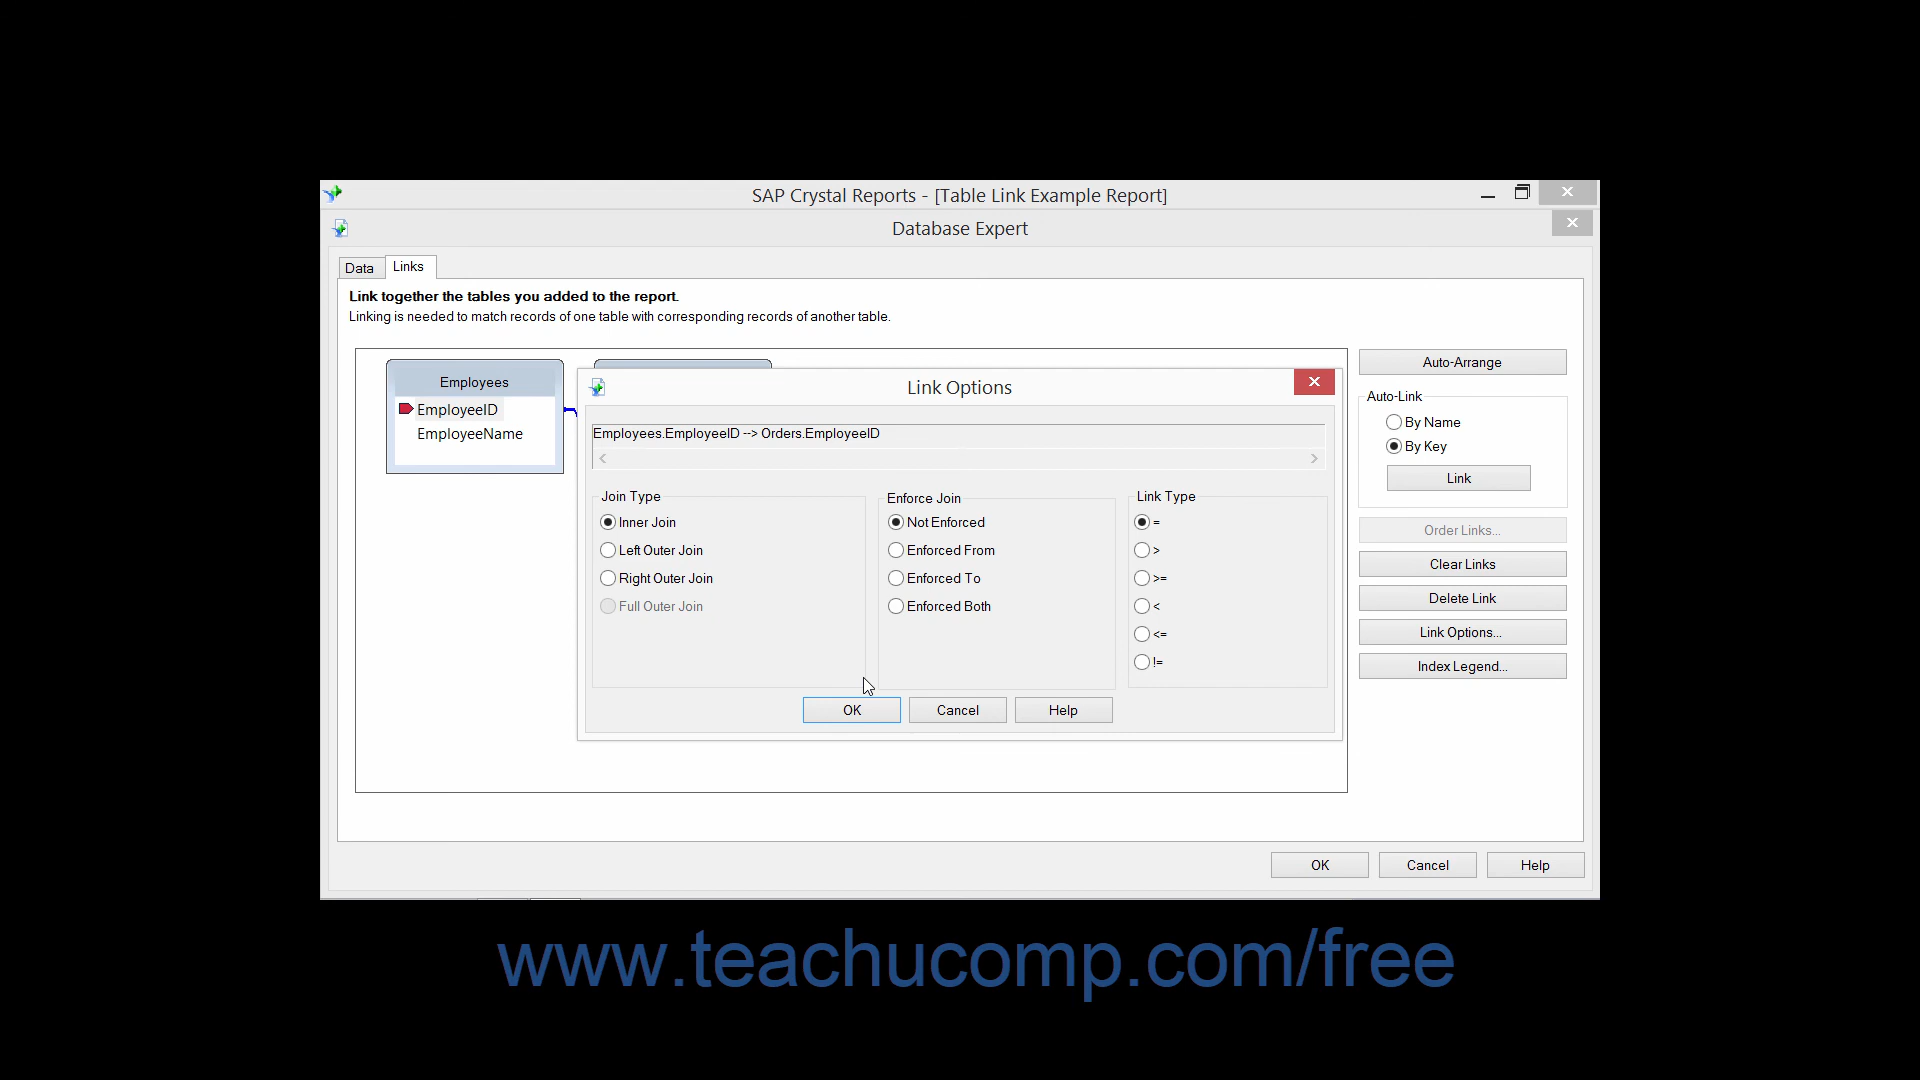 SAP Crystal Reports - [Table Link Example Report]
Database Expert
Data
Links
Link together the tables you added to the report.
Linking is needed to match records of one table with corresponding records of another table.
Employees
EmployeeID
EmployeeName
Link Options
Employees.EmployeeID --> Orders.EmployeeID
Join Type
Inner Join
Left Outer Join
Right Outer Join
Full Outer Join
Enforce Join
Not Enforced
Enforced From
Enforced To
Enforced Both
Link Type
=
>
>=
<
<=
!=
OK
Cancel
Help
Auto-Arrange
Auto-Link
By Name
By Key
Link
Order Links...
Clear Links
Delete Link
Link Options...
Index Legend...
OK
Cancel
Help
www.teachucomp.com/free